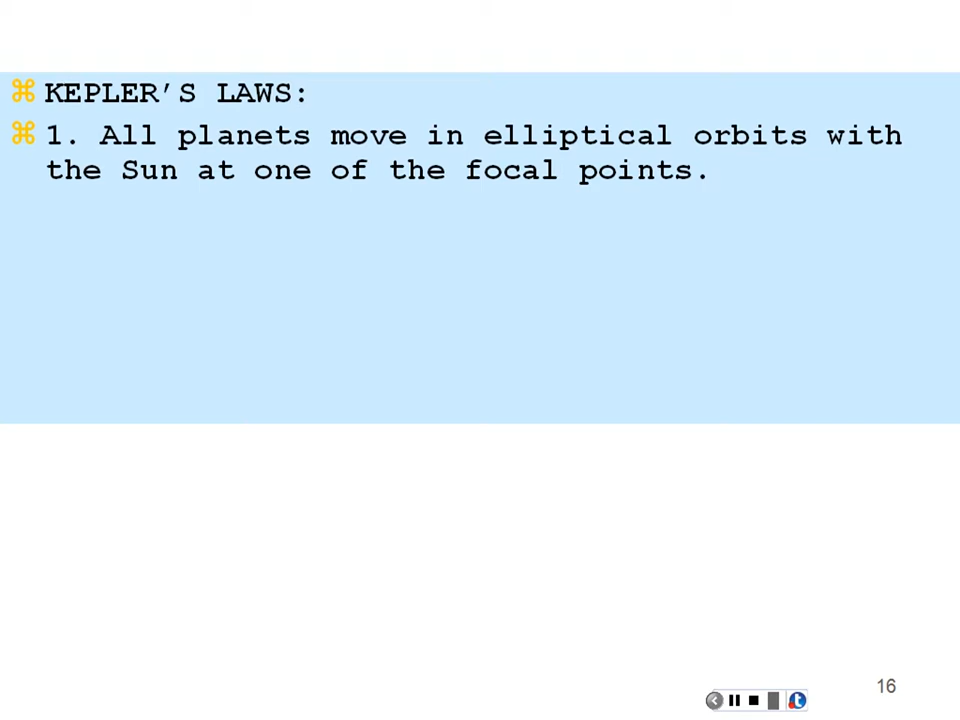 ⌘ KEPLER’S LAWS:
⌘ 1. All planets move in elliptical orbits with
the Sun at one of the focal points.
16